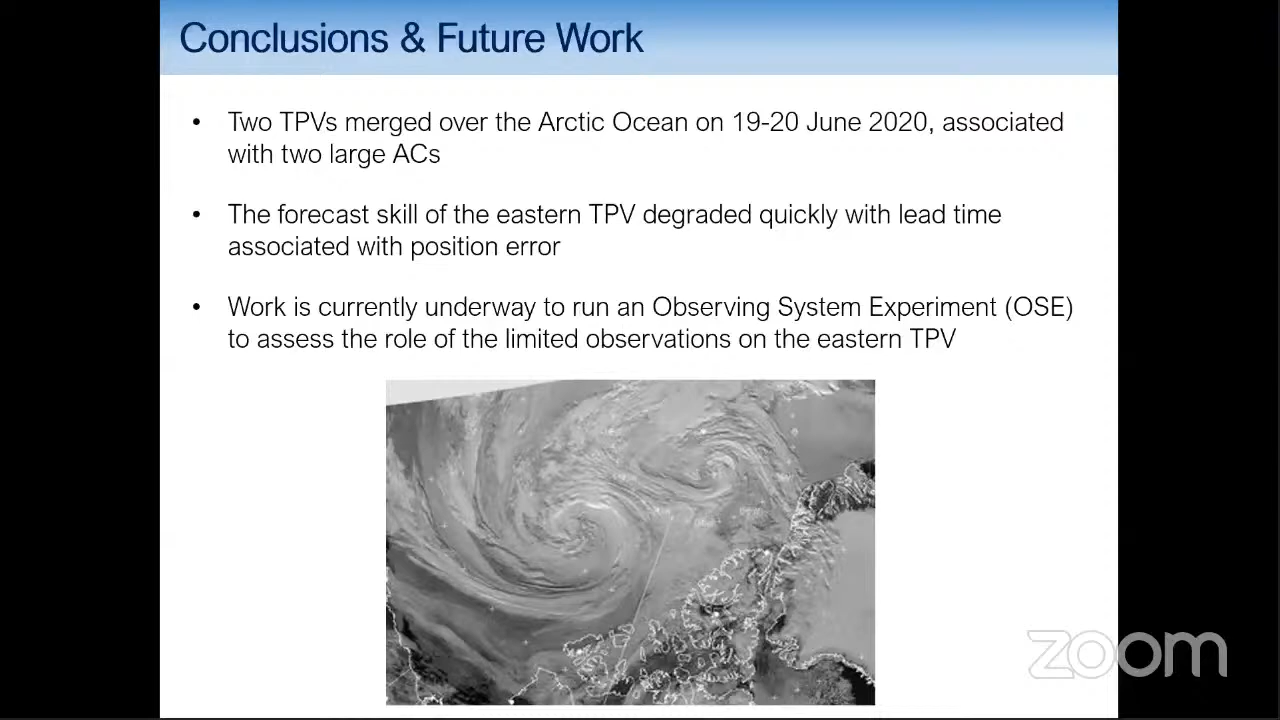 Conclusions & Future Work
• Two TPVs merged over the Arctic Ocean on 19-20 June 2020, associated
with two large ACs
• The forecast skill of the eastern TPV degraded quickly with lead time
associated with position error
• Work is currently underway to run an Observing System Experiment (OSE)
to assess the role of the limited observations on the eastern TPV
zoom